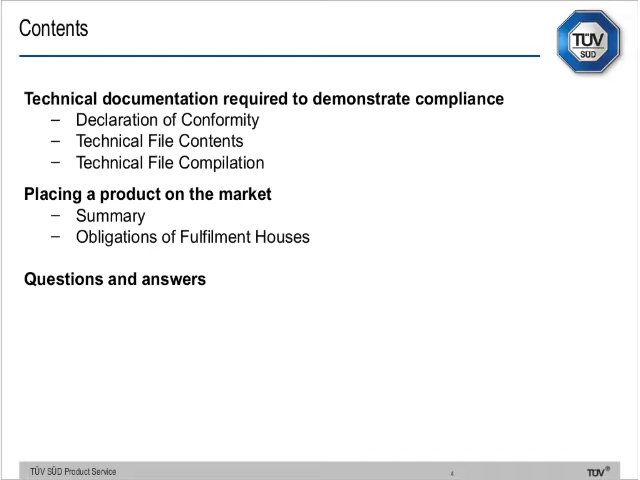 Contents
TÜV
SÜD
Technical documentation required to demonstrate compliance
– Declaration of Conformity
– Technical File Contents
– Technical File Compilation
Placing a product on the market
– Summary
– Obligations of Fulfilment Houses
Questions and answers
TÜV SÜD Product Service
TÜV®